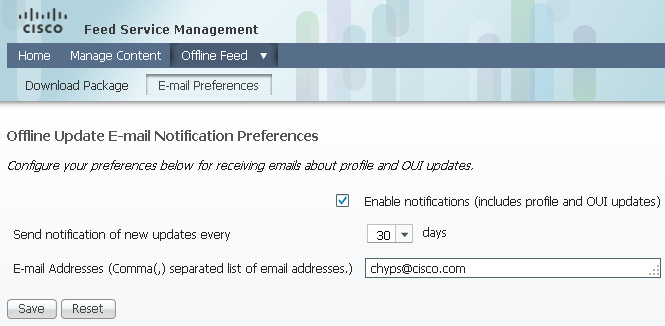 CISCO
Feed Service Management
Home Manage Content Offline Feed
Download Package E-mail Preferences
Offline Update E-mail Notification Preferences
Configure your preferences below for receiving emails about profile and OUI updates.
Enable notifications (includes profile and OUI updates)
Send notification of new updates every 30 days
E-mail Addresses (Comma(,) separated list of email addresses.) chyps@cisco.com
Save Reset